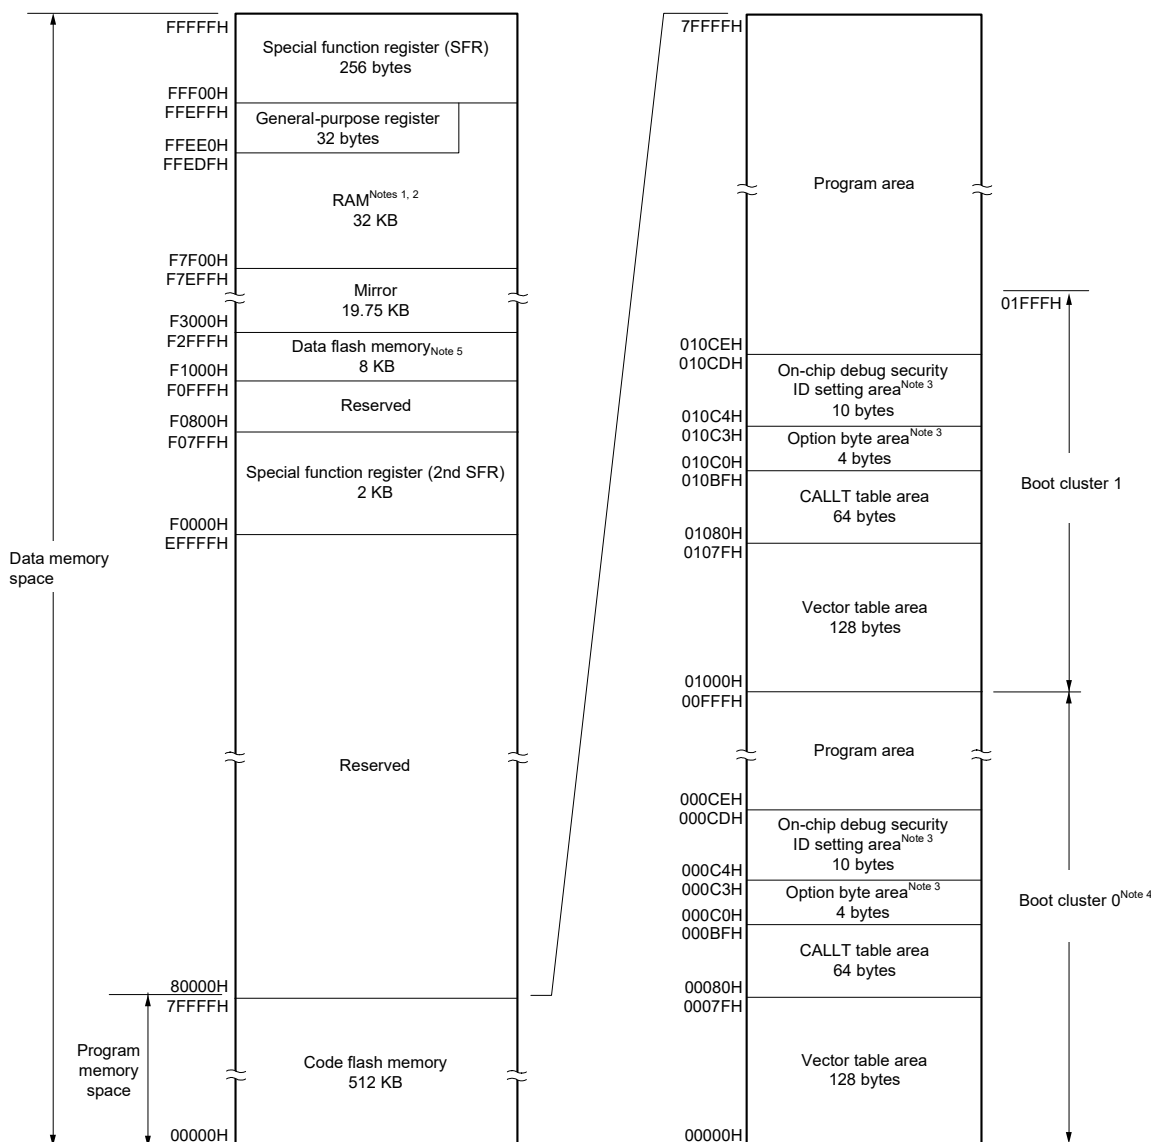 FFFFFH
Special function register (SFR)
256 bytes
FFF00H
FFEFFH
General-purpose register
32 bytes
FFEE0H
FFEDFH
RAMNotes 1, 2
32 KB
F7F00H
F7EFFH
Mirror
19.75 KB
F3000H
F2FFFH
Data flash memoryNote 5
8 KB
F1000H
F0FFFH
Reserved
F0800H
F07FFH
Special function register (2nd SFR)
2 KB
F0000H
EFFFFH
Data memory
space
Reserved
80000H
7FFFFH
Program
memory
space
Code flash memory
512 KB
00000H
7FFFFH
Program area
01FFFH
010CEH
010CDH
On-chip debug security
ID setting areaNote 3
10 bytes
010C4H
010C3H
Option byte areaNote 3
4 bytes
010C0H
010BFH
CALLT table area
64 bytes
01080H
0107FH
Boot cluster 1
Vector table area
128 bytes
01000H
00FFFH
Program area
000CEH
000CDH
On-chip debug security
ID setting areaNote 3
10 bytes
000C4H
000C3H
Option byte areaNote 3
4 bytes
000C0H
000BFH
Boot cluster 0Note 4
CALLT table area
64 bytes
00080H
0007FH
Vector table area
128 bytes
00000H